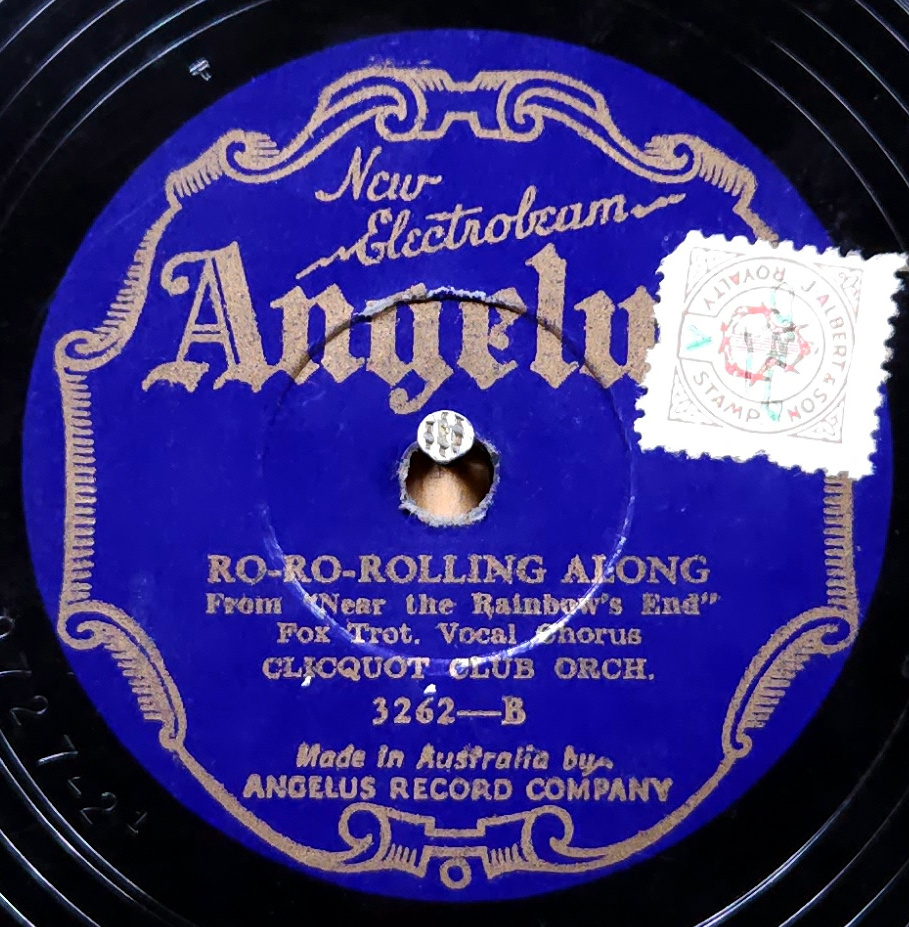 New
Electrobeam
Angelu
J. ALBERT & SON
ROYALTY
STAMP
RO-RO-ROLLING ALONG
From "Near the Rainbow's End"
Fox Trot. Vocal Chorus
CLICQUOT CLUB ORCH.
3262—B
Made in Australia by
ANGELUS RECORD COMPANY